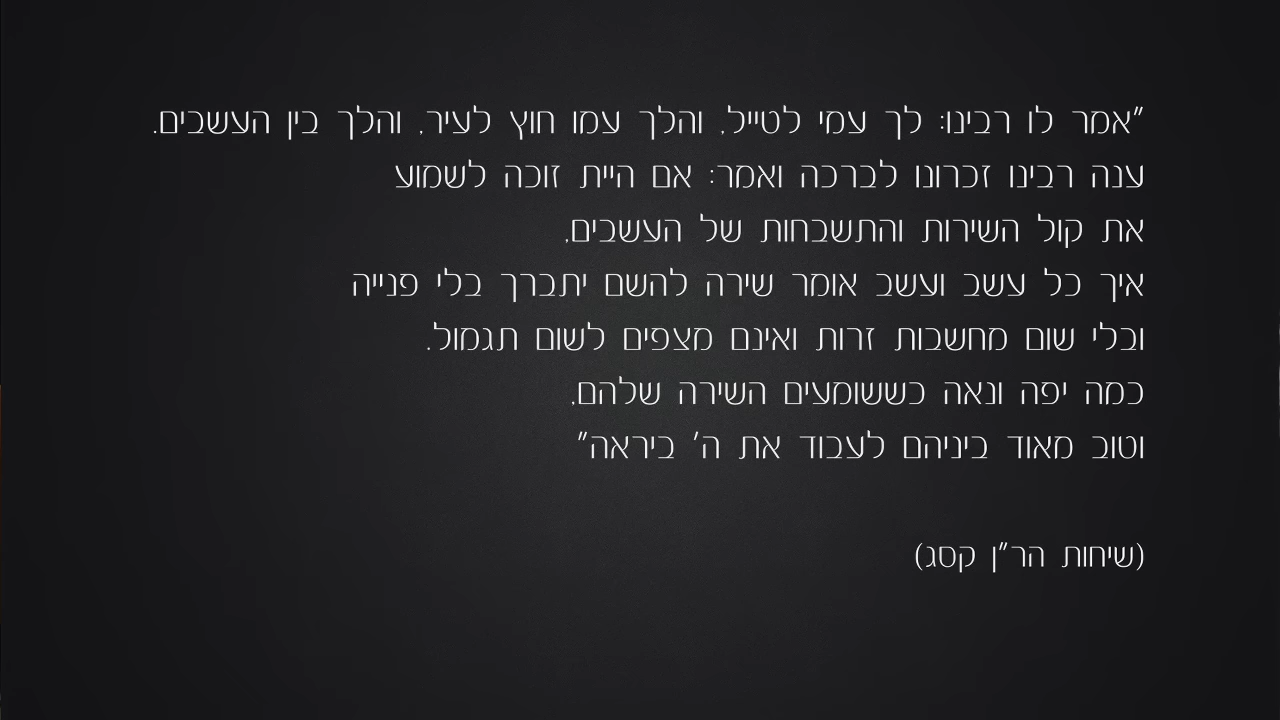 "אמר לו רבינו: לך עמי לטייל, והלך עמו חוץ לעיר, והלך בין העשבים.
ענה רבינו זכרונו לברכה ואמר: אם היית זוכה לשמוע
את קול השירות והתשבחות של העשבים,
איך כל עשב ועשב אומר שירה להשם יתברך בלי פנייה
ובלי שום מחשבות זרות ואינם מצפים לשום תגמול.
כמה יפה ונאה כששומעים השירה שלהם,
וטוב מאוד ביניהם לעבוד את ה' ביראה"
(שיחות הר"ן קסג)